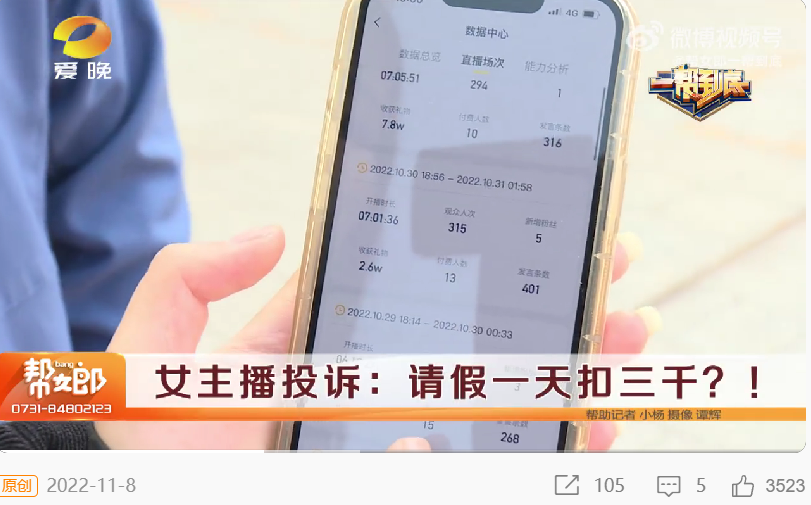 4G
数据中心
微博视频号
爱晚
数据总览 直播场次 能力分析
07:05:51 294 1
一帮到底
收获礼物 付费人数 发言条数
7.8w 10 316
2022.10.30 18:56 - 2022.10.31 01:58
开播时长 观众人次 新增粉丝
07:01:36 315 5
收获礼物 付费人数 发言条数
2.6w 13 401
2022.10.29 18:14 - 2022.10.30 00:33
开播时长
帮女郎 bang
女主播投诉：请假一天扣三千？！
0731-84802123
帮助记者 小杨 摄像 谭辉
15 268
原创 2022-11-8 105 5 3523